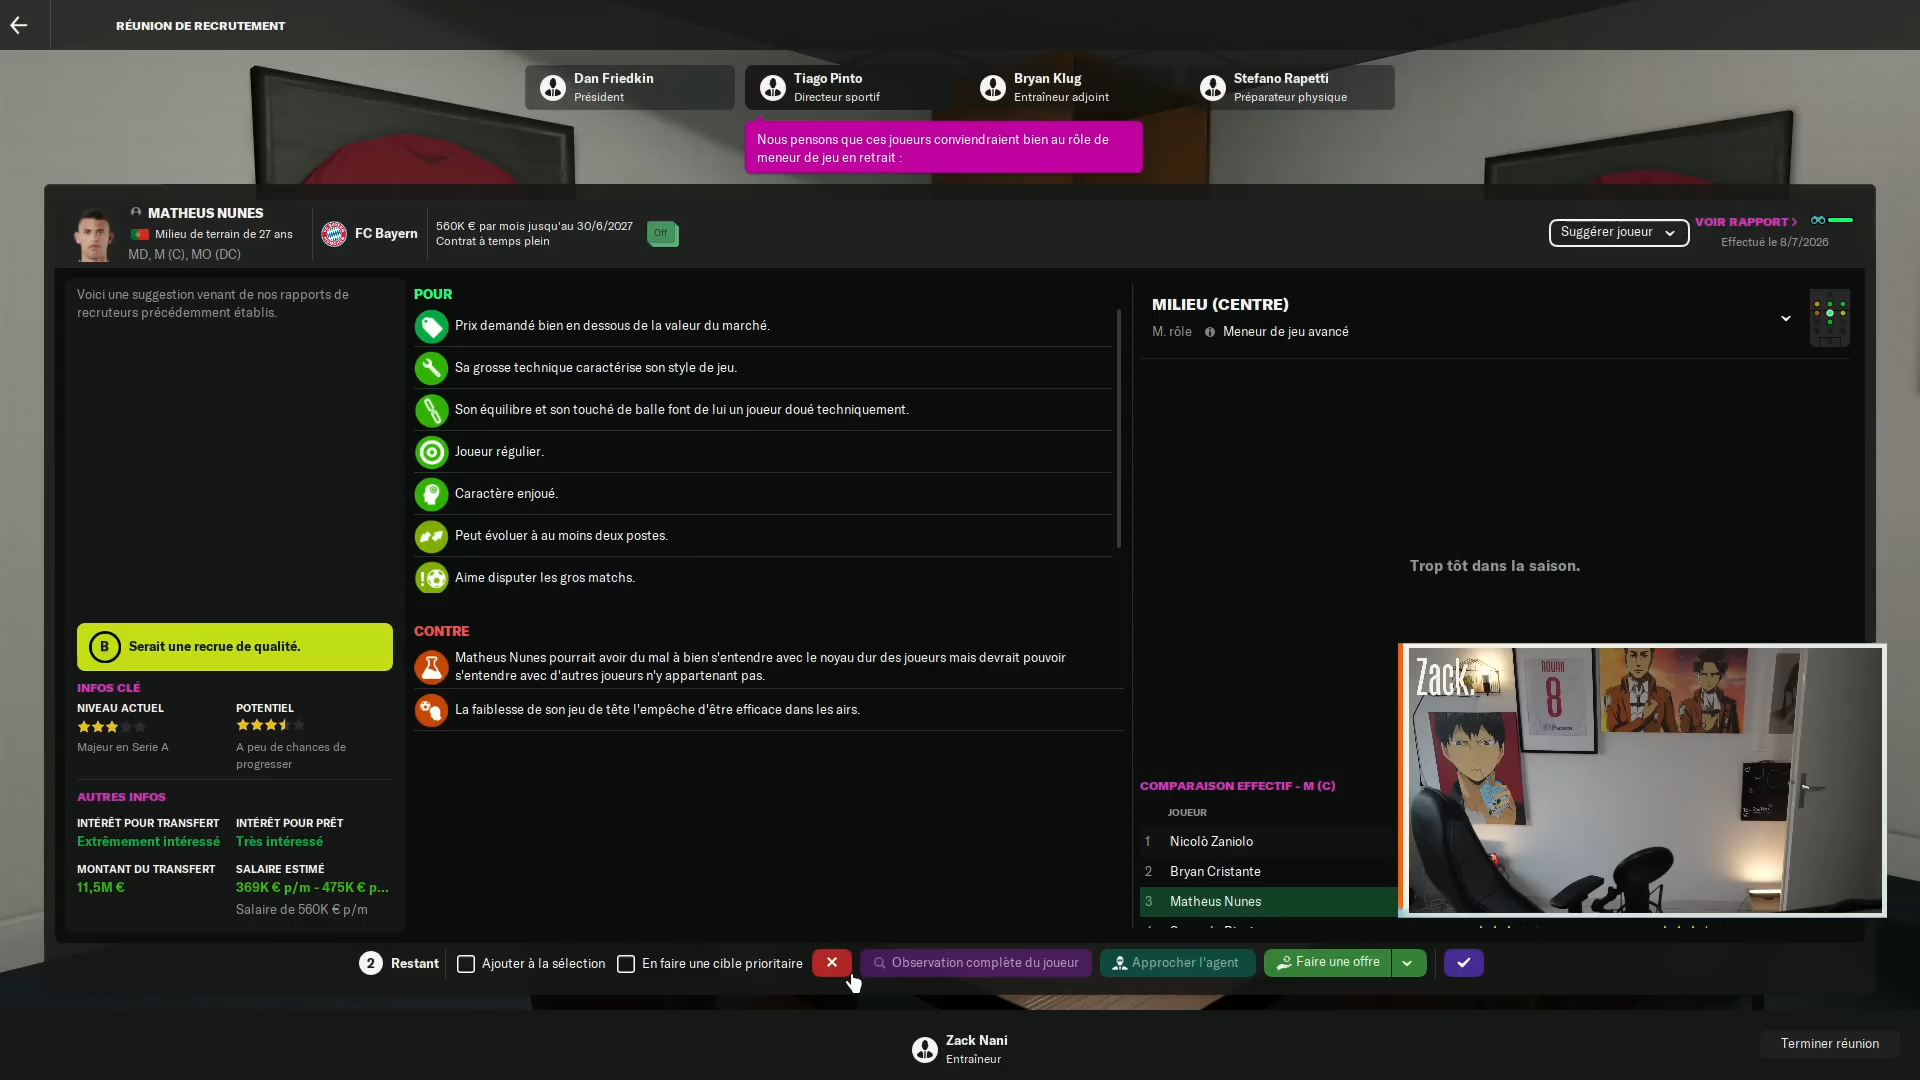 RÉUNION DE RECRUTEMENT
Dan Friedkin
Président
Tiago Pinto
Directeur sportif
Bryan Klug
Entraîneur adjoint
Stefano Rapetti
Préparateur physique
Nous pensons que ces joueurs conviendraient bien au rôle de
meneur de jeu en retrait :
MATHEUS NUNES
Milieu de terrain de 27 ans
MD, M (C), MO (DC)
FC Bayern
560K € par mois jusqu'au 30/6/2027
Contrat à temps plein
Off
Suggérer joueur
VOIR RAPPORT >
Effectué le 8/7/2026
Voici une suggestion venant de nos rapports de
recruteurs précédemment établis.
B Serait une recrue de qualité.
INFOS CLÉ
NIVEAU ACTUEL
Majeur en Serie A
POTENTIEL
A peu de chances de
progresser
AUTRES INFOS
INTÉRÊT POUR TRANSFERT
Extrêmement intéressé
INTÉRÊT POUR PRÊT
Très intéressé
MONTANT DU TRANSFERT
11,5M €
SALAIRE ESTIMÉ
369K € p/m - 475K € p...
Salaire de 560K € p/m
POUR
Prix demandé bien en dessous de la valeur du marché.
Sa grosse technique caractérise son style de jeu.
Son équilibre et son touché de balle font de lui un joueur doué techniquement.
Joueur régulier.
Caractère enjoué.
Peut évoluer à au moins deux postes.
Aime disputer les gros matchs.
CONTRE
Matheus Nunes pourrait avoir du mal à bien s'entendre avec le noyau dur des joueurs mais devrait pouvoir
s'entendre avec d'autres joueurs n'y appartenant pas.
La faiblesse de son jeu de tête l'empêche d'être efficace dans les airs.
MILIEU (CENTRE)
M. rôle Meneur de jeu avancé
Trop tôt dans la saison.
COMPARAISON EFFECTIF - M (C)
JOUEUR
1 Nicolò Zaniolo
2 Bryan Cristante
3 Matheus Nunes
Zack.
8
2 Restant
Ajouter à la sélection
En faire une cible prioritaire
Observation complète du joueur
Approcher l'agent
Faire une offre
Zack Nani
Entraîneur
Terminer réunion